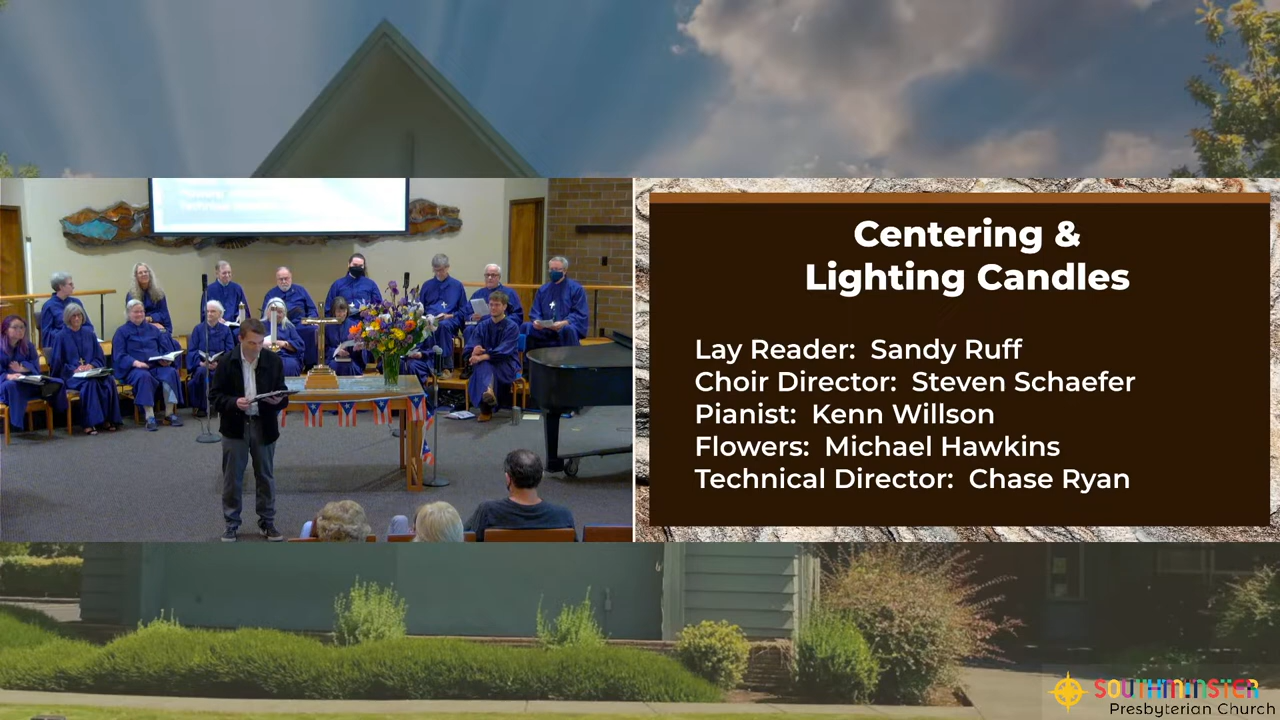 Centering &
Lighting Candles
Lay Reader: Sandy Ruff
Choir Director: Steven Schaefer
Pianist: Kenn Willson
Flowers: Michael Hawkins
Technical Director: Chase Ryan
SOUTHMINSTER
Presbyterian Church